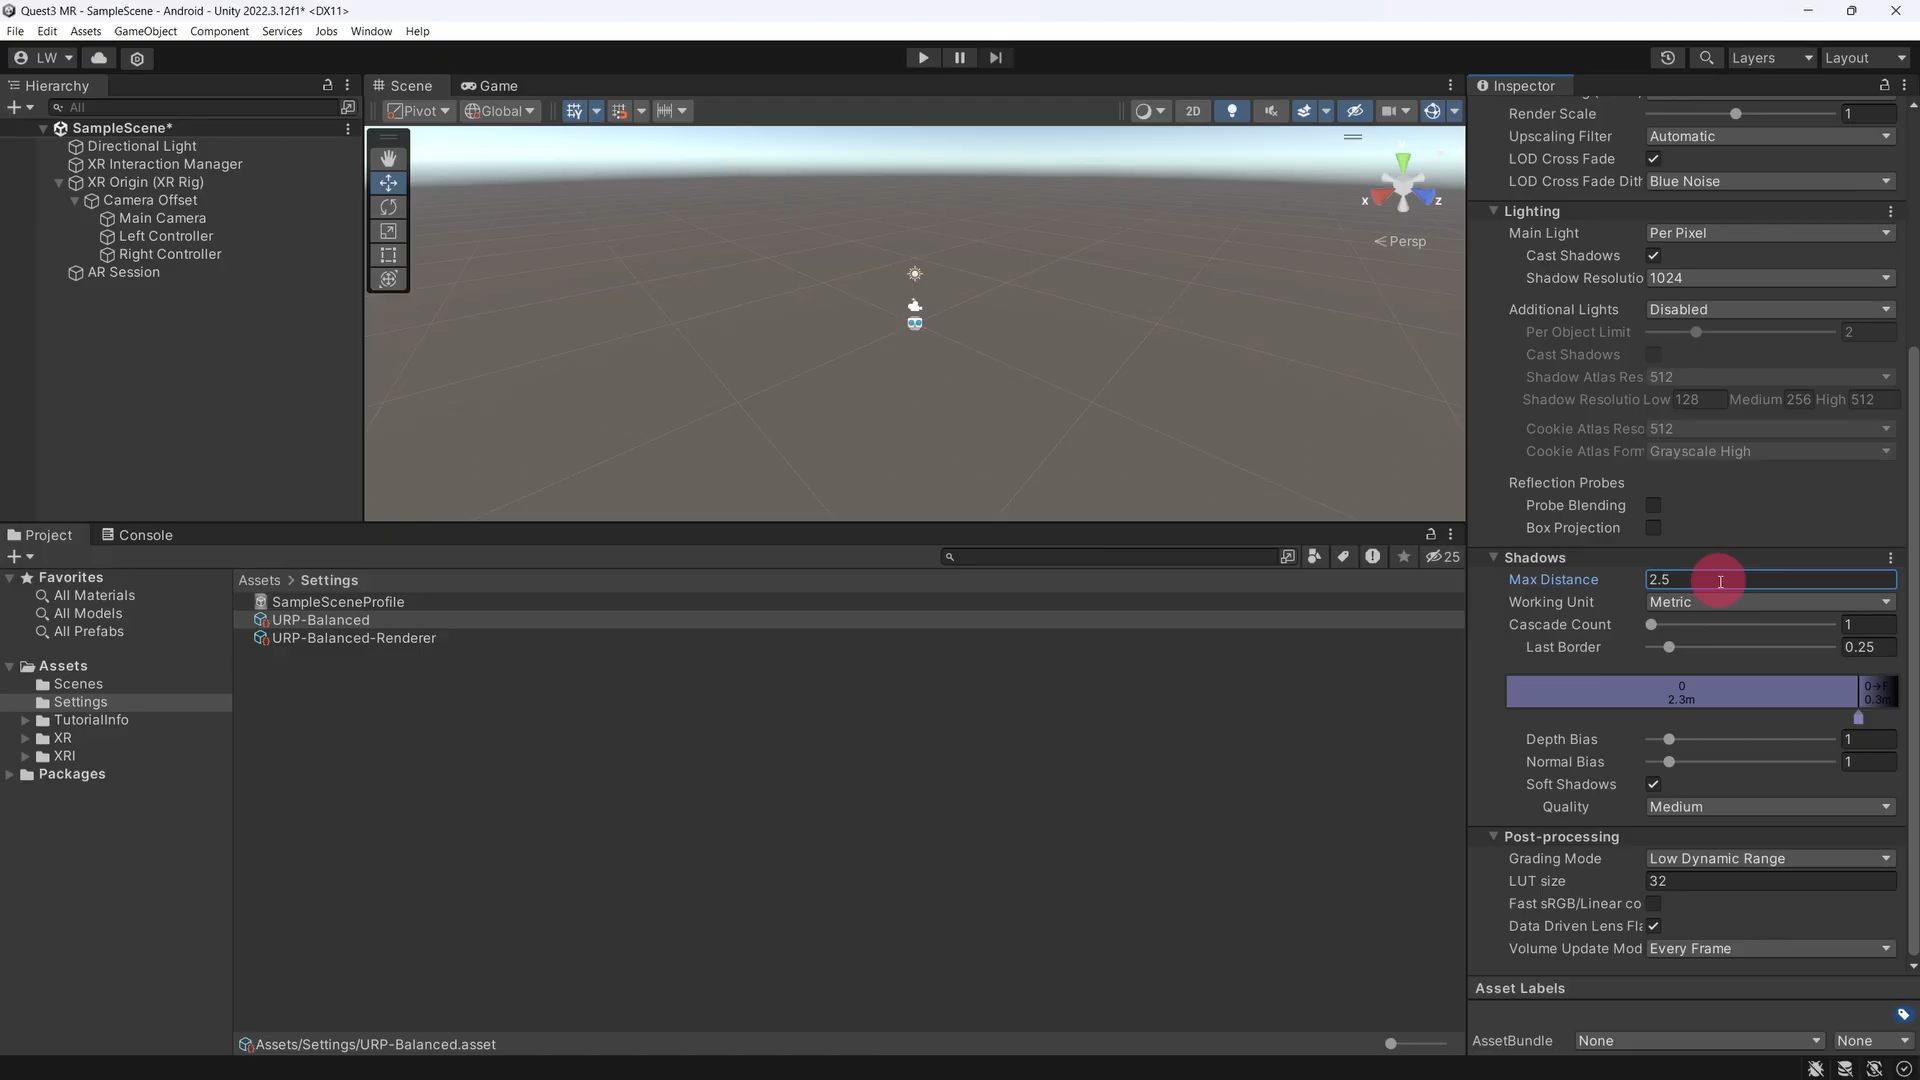 Quest3 MR - SampleScene - Android - Unity 2022.3.12f1* <DX11>
File Edit Assets GameObject Component Services Jobs Window Help
LW Layers Layout
Hierarchy
All
SampleScene*
Directional Light
XR Interaction Manager
XR Origin (XR Rig)
Camera Offset
Main Camera
Left Controller
Right Controller
AR Session
Scene Game
Pivot Global 2D
x z
Persp
Project Console
25
Favorites
All Materials
All Models
All Prefabs
Assets
Scenes
Settings
TutorialInfo
XR
XRI
Packages
Assets > Settings
SampleSceneProfile
URP-Balanced
URP-Balanced-Renderer
Assets/Settings/URP-Balanced.asset
Inspector
Render Scale 1
Upscaling Filter Automatic
LOD Cross Fade
LOD Cross Fade Dith Blue Noise
Lighting
Main Light Per Pixel
Cast Shadows
Shadow Resolutio 1024
Additional Lights Disabled
Per Object Limit 2
Cast Shadows
Shadow Atlas Res 512
Shadow Resolutio Low 128 Medium 256 High 512
Cookie Atlas Reso 512
Cookie Atlas Form Grayscale High
Reflection Probes
Probe Blending
Box Projection
Shadows
Max Distance 2.5
Working Unit Metric
Cascade Count 1
Last Border 0.25
0 0→F
2.3m 0.3m
Depth Bias 1
Normal Bias 1
Soft Shadows
Quality Medium
Post-processing
Grading Mode Low Dynamic Range
LUT size 32
Fast sRGB/Linear co
Data Driven Lens Fla
Volume Update Mod Every Frame
Asset Labels
AssetBundle None None